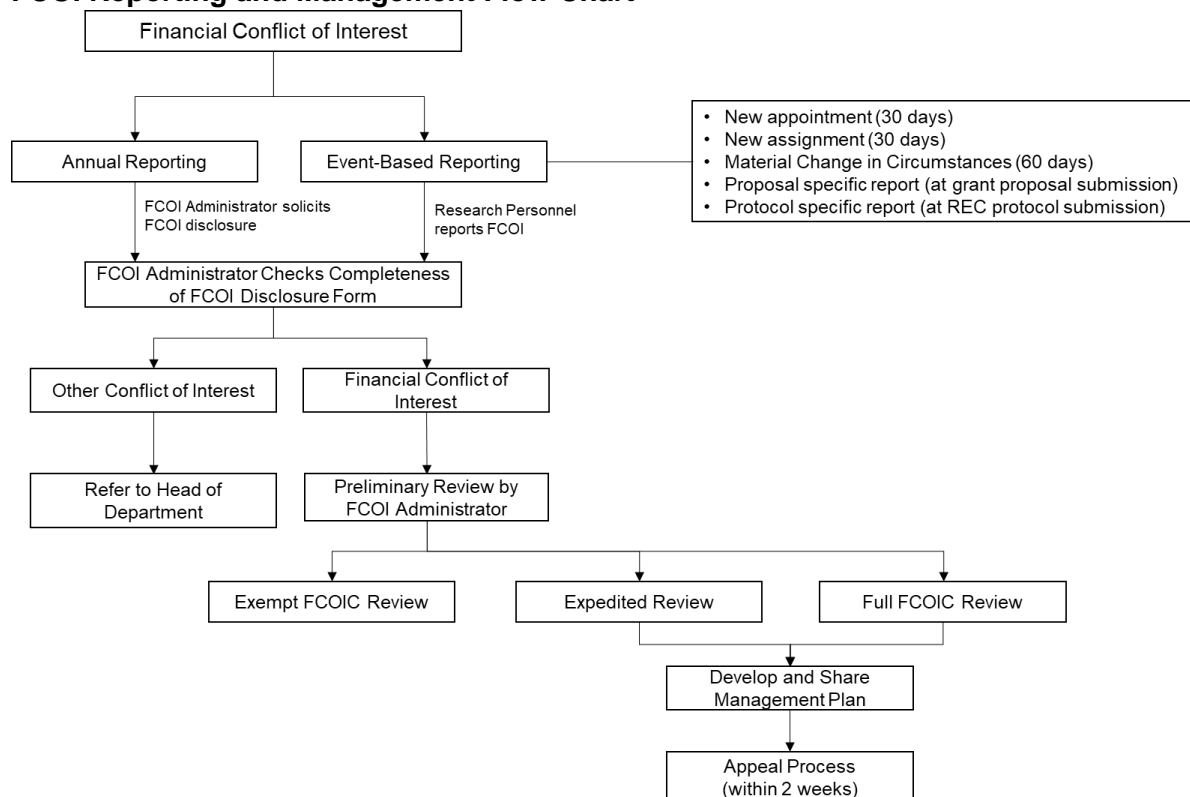 FCOI Reporting and Management Flow Chart
Financial Conflict of Interest
Annual Reporting
Event-Based Reporting
• New appointment (30 days)
• New assignment (30 days)
• Material Change in Circumstances (60 days)
• Proposal specific report (at grant proposal submission)
• Protocol specific report (at REC protocol submission)
FCOI Administrator solicits
FCOI disclosure
Research Personnel
reports FCOI
FCOI Administrator Checks Completeness
of FCOI Disclosure Form
Other Conflict of Interest
Financial Conflict of
Interest
Refer to Head of
Department
Preliminary Review by
FCOI Administrator
Exempt FCOIC Review
Expedited Review
Full FCOIC Review
Develop and Share
Management Plan
Appeal Process
(within 2 weeks)